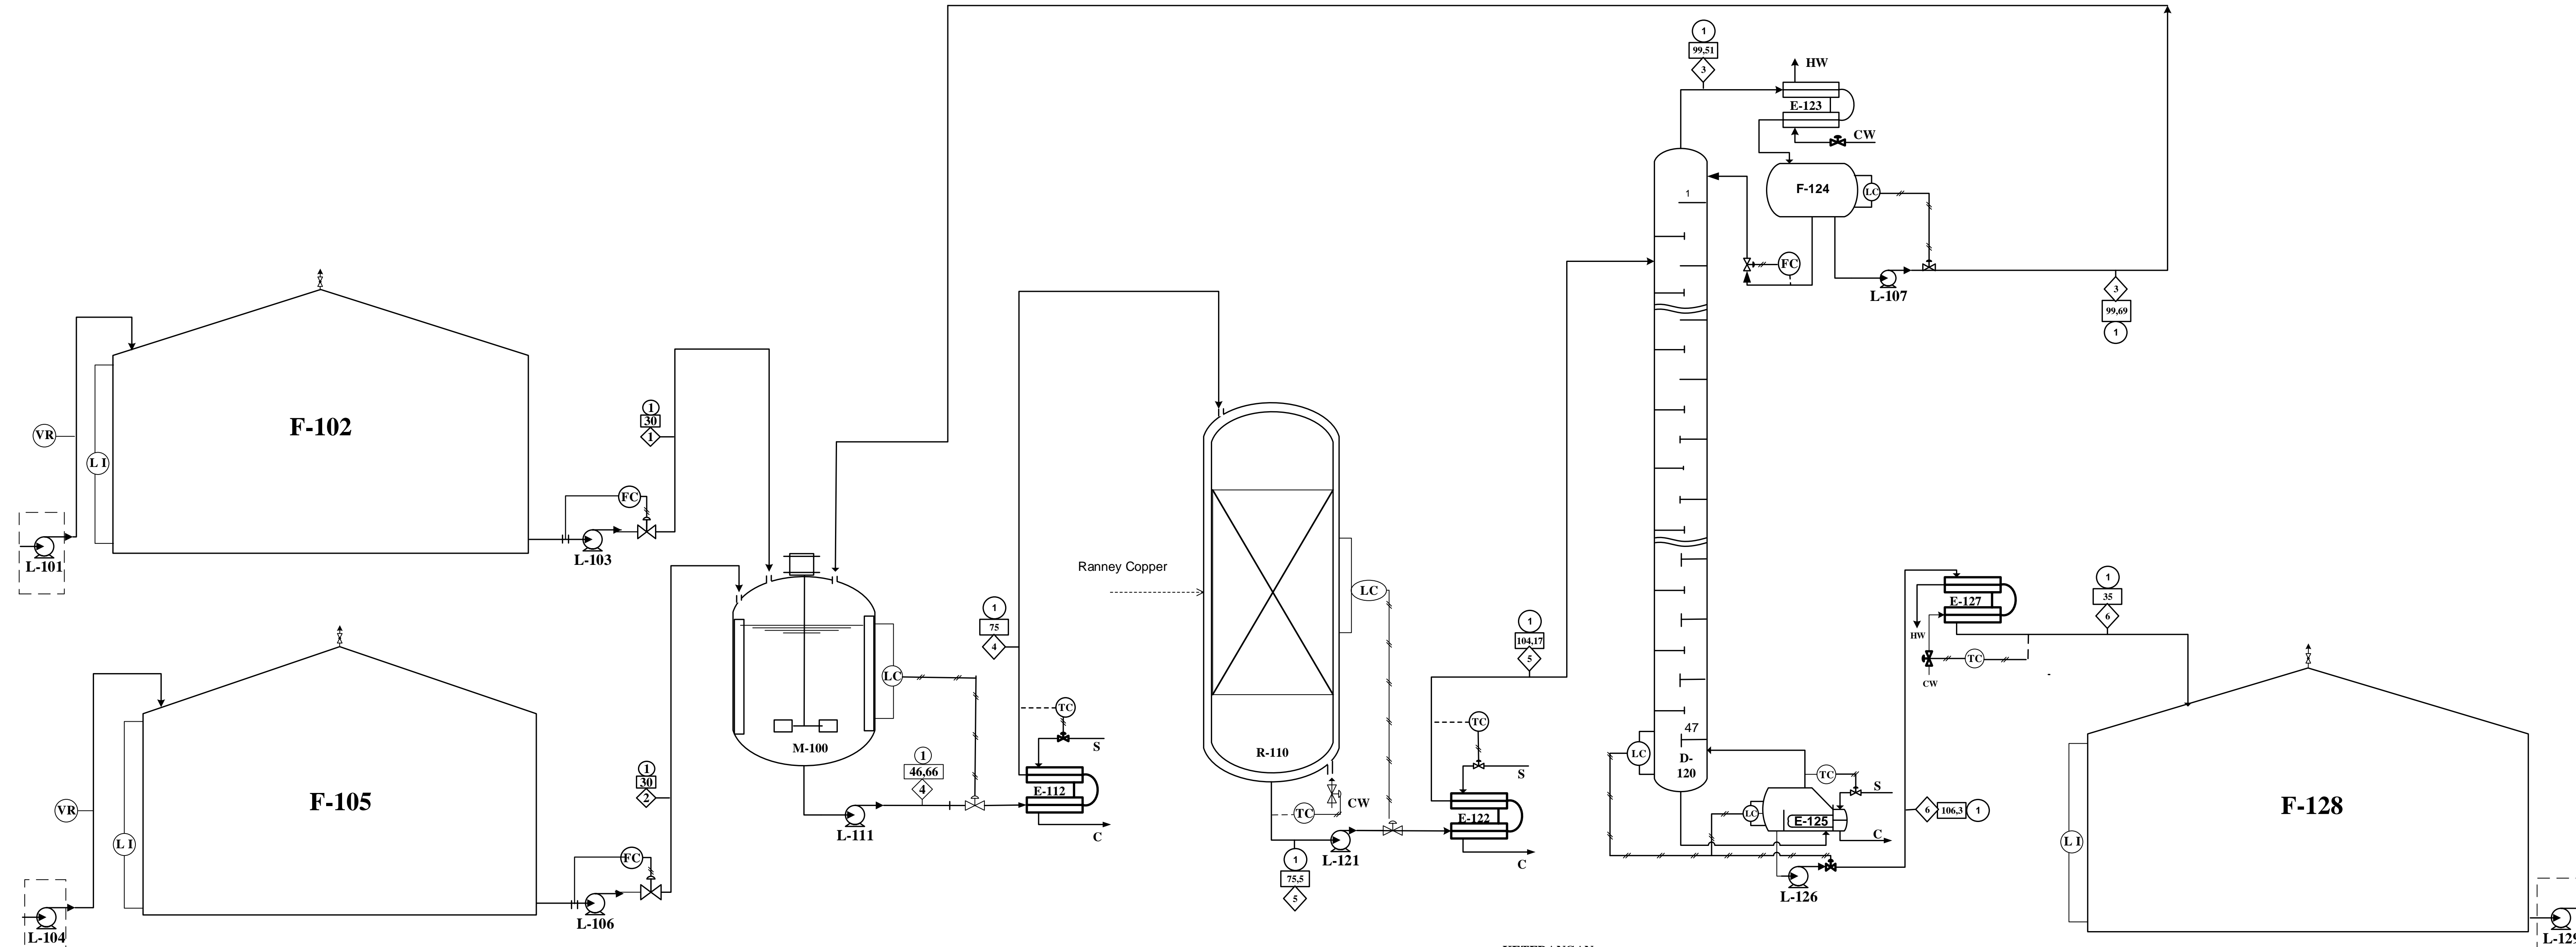 1
99,51
3
HW
E-123
CW
F-124
LC
1
FC
L-107
3
99,69
1
F-102
VR
L I
L-101
FC
L-103
1
30
1
Ranney Copper
LC
R-110
1
75
4
TC
S
E-112
C
M-100
LC
1
46,66
4
L-111
F-105
VR
L I
L-104
FC
L-106
1
30
2
TC
CW
L-121
1
75,5
5
1
104,17
5
TC
S
E-122
C
47
D-
120
LC
TC
S
LC
E-125
C
L-126
6
106,3
1
E-127
HW
TC
CW
1
35
6
F-128
L I
L-129